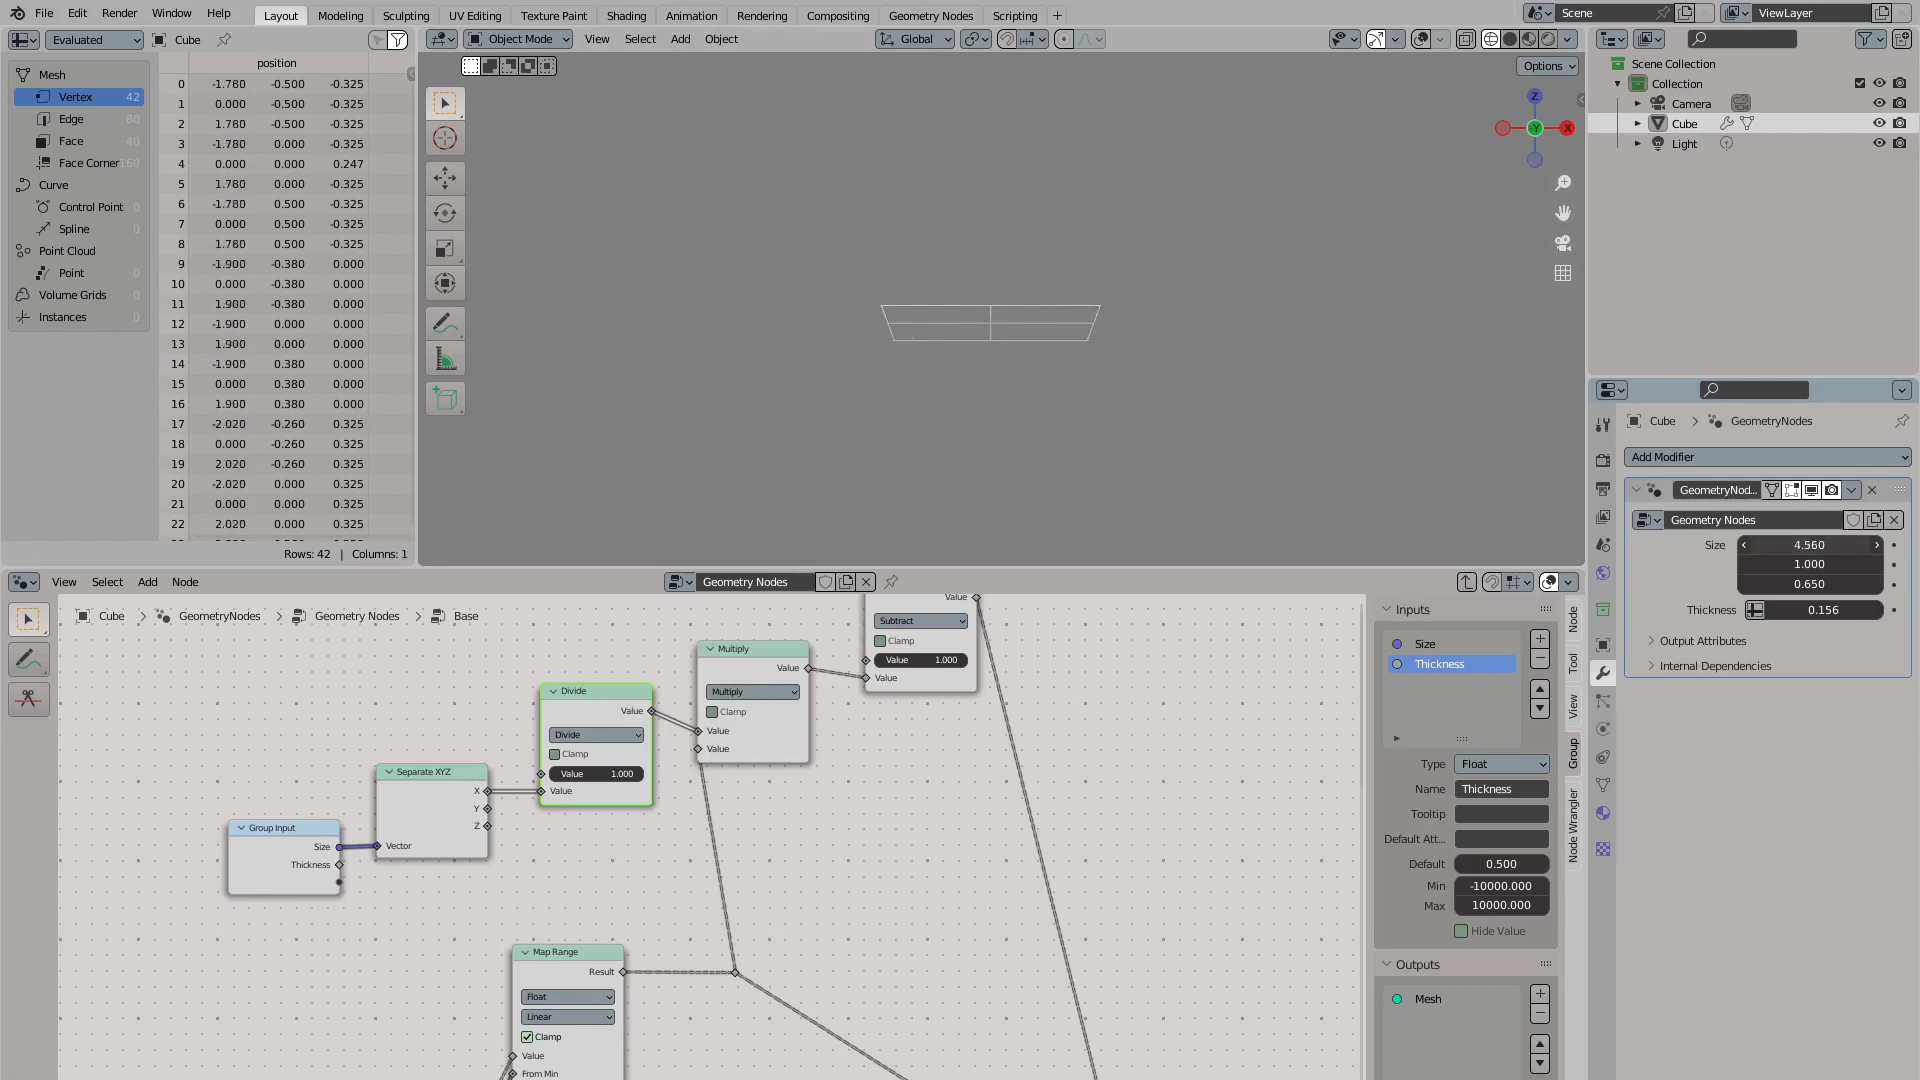 File Edit Render Window Help Layout Modeling Sculpting UV Editing Texture Paint Shading Animation Rendering Compositing Geometry Nodes Scripting + Scene ViewLayer
Evaluated Cube
Object Mode View Select Add Object Global
Options
position
Mesh
Vertex 42
Edge 80
Face 40
Face Corner 160
Curve
Control Point 0
Spline 0
Point Cloud
Point 0
Volume Grids 0
Instances 0
0 -1.780 -0.500 -0.325
1 0.000 -0.500 -0.325
2 1.780 -0.500 -0.325
3 -1.780 0.000 -0.325
4 0.000 0.000 0.247
5 1.780 0.000 -0.325
6 -1.780 0.500 -0.325
7 0.000 0.500 -0.325
8 1.780 0.500 -0.325
9 -1.900 -0.380 0.000
10 0.000 -0.380 0.000
11 1.900 -0.380 0.000
12 -1.900 0.000 0.000
13 1.900 0.000 0.000
14 -1.900 0.380 0.000
15 0.000 0.380 0.000
16 1.900 0.380 0.000
17 -2.020 -0.260 0.325
18 0.000 -0.260 0.325
19 2.020 -0.260 0.325
20 -2.020 0.000 0.325
21 0.000 0.000 0.325
22 2.020 0.000 0.325
Rows: 42 | Columns: 1
Z
Y
X
Scene Collection
Collection
Camera
Cube
Light
Cube GeometryNodes
Add Modifier
GeometryNod...
Geometry Nodes
Size 4.560
1.000
0.650
Thickness 0.156
Output Attributes
Internal Dependencies
View Select Add Node Geometry Nodes
Cube GeometryNodes Geometry Nodes Base
Value
Subtract
Clamp
Value 1.000
Value
Multiply
Value
Multiply
Clamp
Value
Value
Divide
Value
Divide
Clamp
Value 1.000
Value
Separate XYZ
X
Y
Z
Vector
Group Input
Size
Thickness
Map Range
Result
Float
Linear
Clamp
Value
From Min
Inputs
Size
Thickness
Type Float
Name Thickness
Tooltip
Default Att...
Default 0.500
Min -10000.000
Max 10000.000
Hide Value
Outputs
Mesh
Node
Tool
View
Group
Node Wrangler